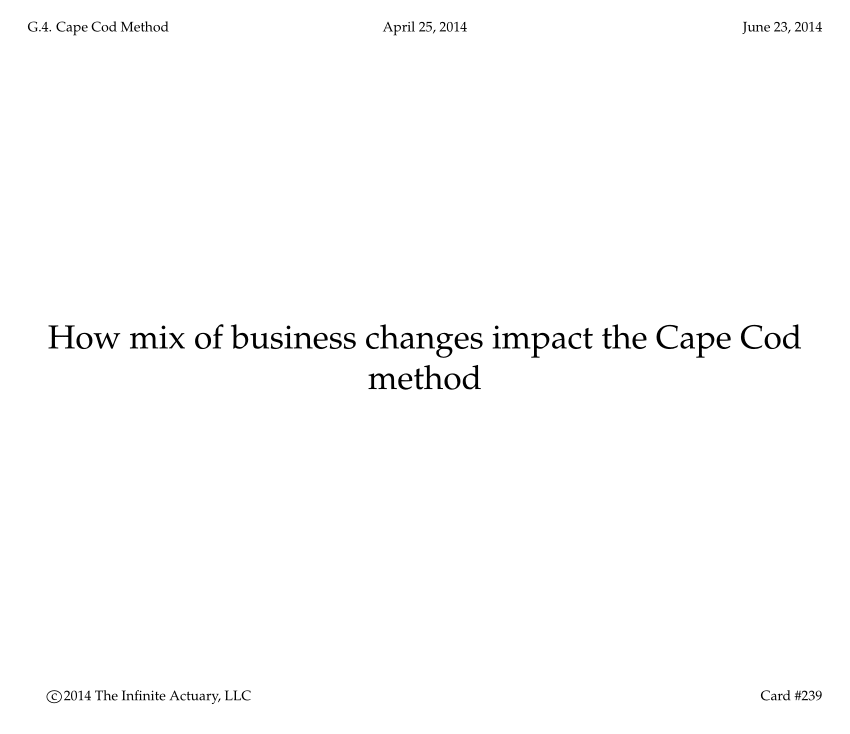 G.4. Cape Cod Method April 25, 2014 June 23, 2014
How mix of business changes impact the Cape Cod
method
©2014 The Infinite Actuary, LLC Card #239